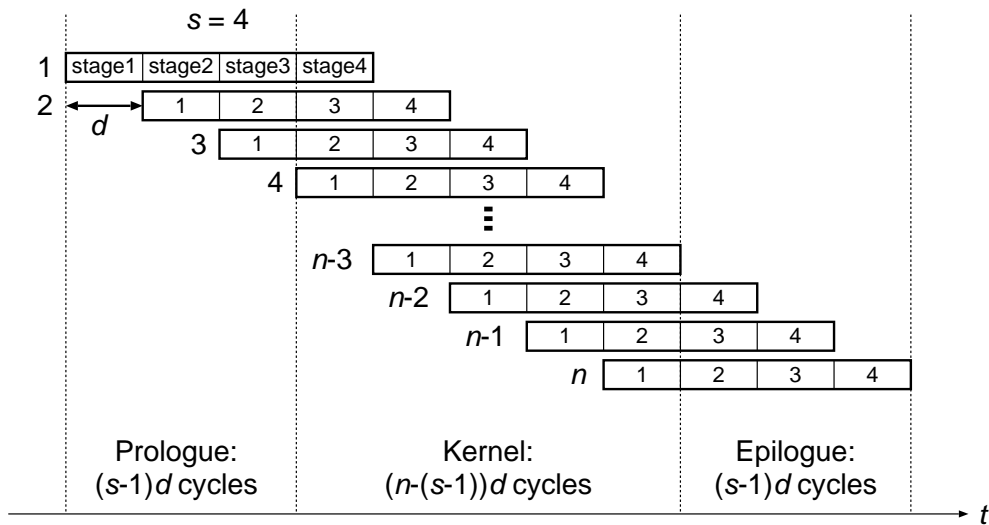 s = 4
1 stage1 stage2 stage3 stage4
2 1 2 3 4
d
3 1 2 3 4
4 1 2 3 4
n-3 1 2 3 4
n-2 1 2 3 4
n-1 1 2 3 4
n 1 2 3 4
Prologue:
(s-1)d cycles
Kernel:
(n-(s-1))d cycles
Epilogue:
(s-1)d cycles
t